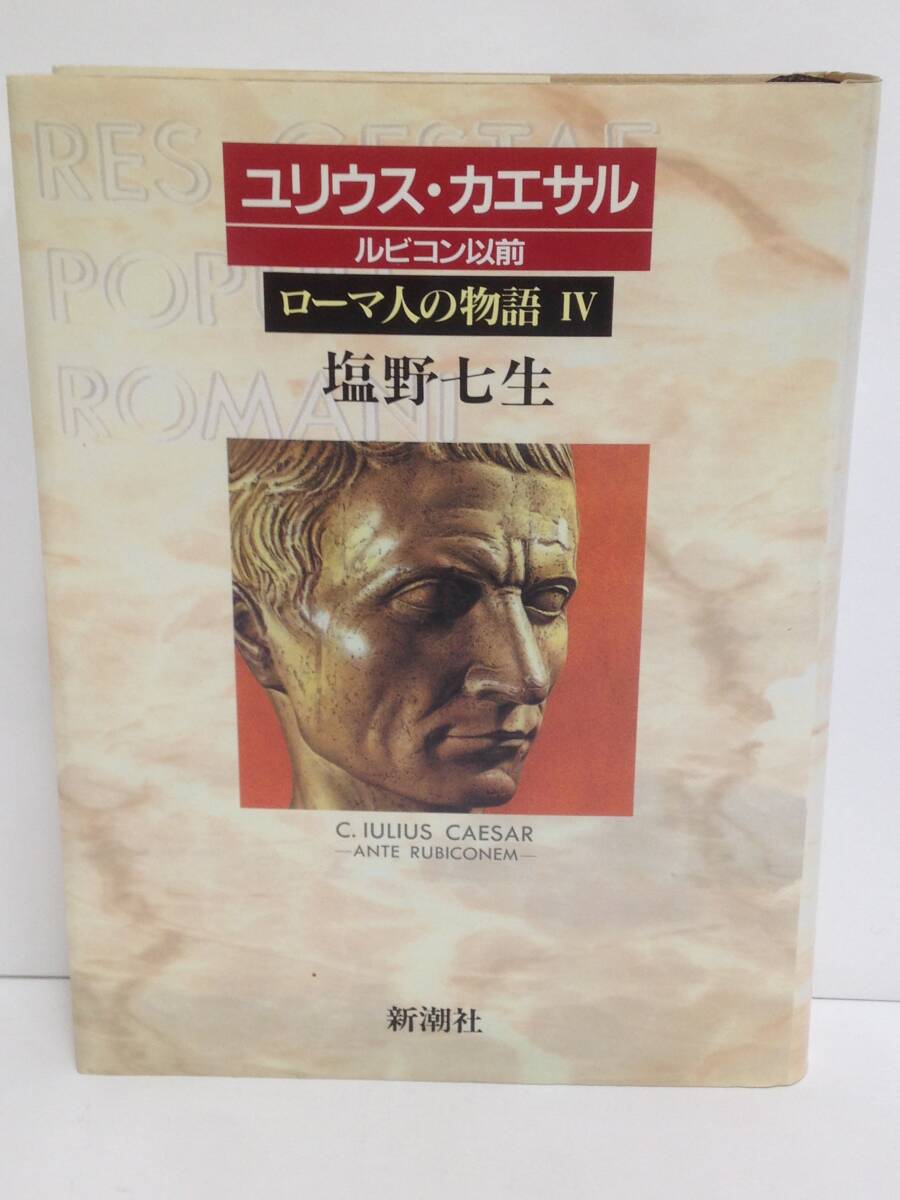 RES GESTAE
POPULI
ROMANI
ユリウス・カエサル
ルビコン以前
ローマ人の物語 IV
塩野七生
C. IULIUS CAESAR
—ANTE RUBICONEM—
新潮社